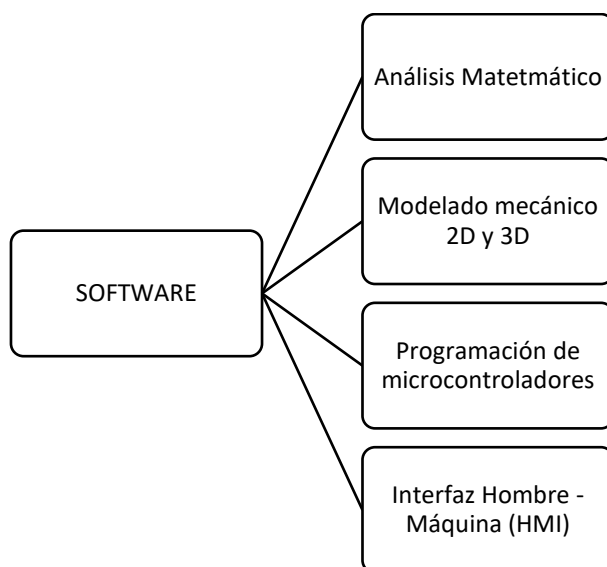 Análisis Matetmático
Modelado mecánico
2D y 3D
SOFTWARE
Programación de
microcontroladores
Interfaz Hombre -
Máquina (HMI)